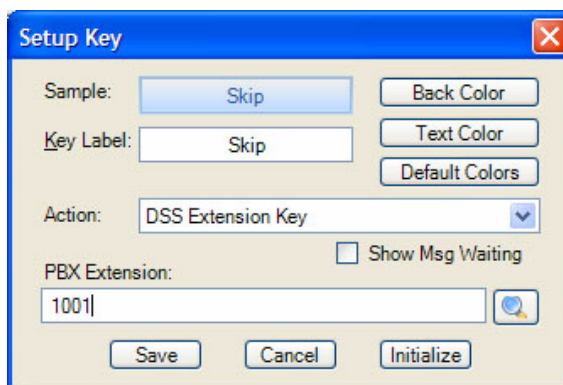 Setup Key
Sample: Skip Back Color
Key Label: Skip Text Color
Default Colors
Action: DSS Extension Key
Show Msg Waiting
PBX Extension:
1001
Save Cancel Initialize